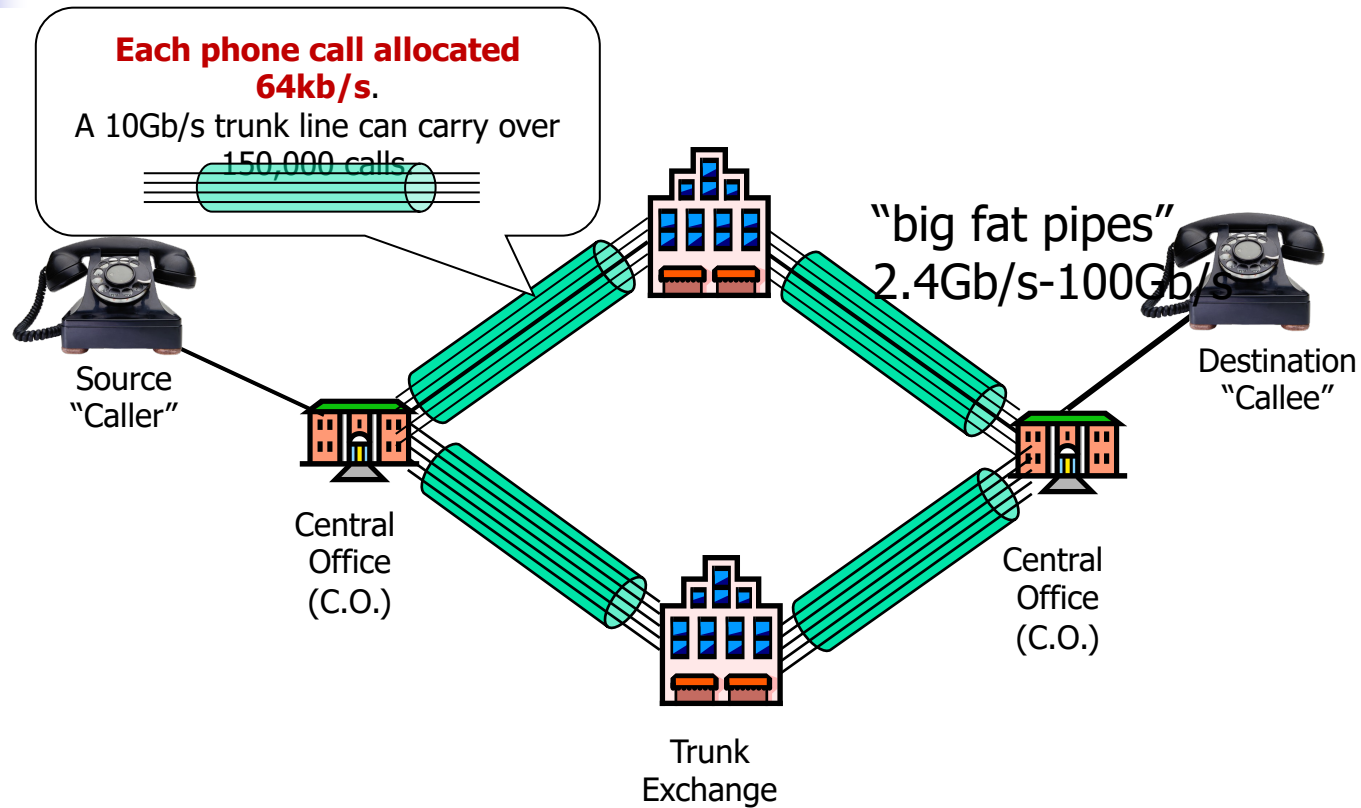 Each phone call allocated
64kb/s.
A 10Gb/s trunk line can carry over
150,000 calls.
“big fat pipes”
2.4Gb/s-100Gb/s
Source
“Caller”
Destination
“Callee”
Central
Office
(C.O.)
Central
Office
(C.O.)
Trunk
Exchange